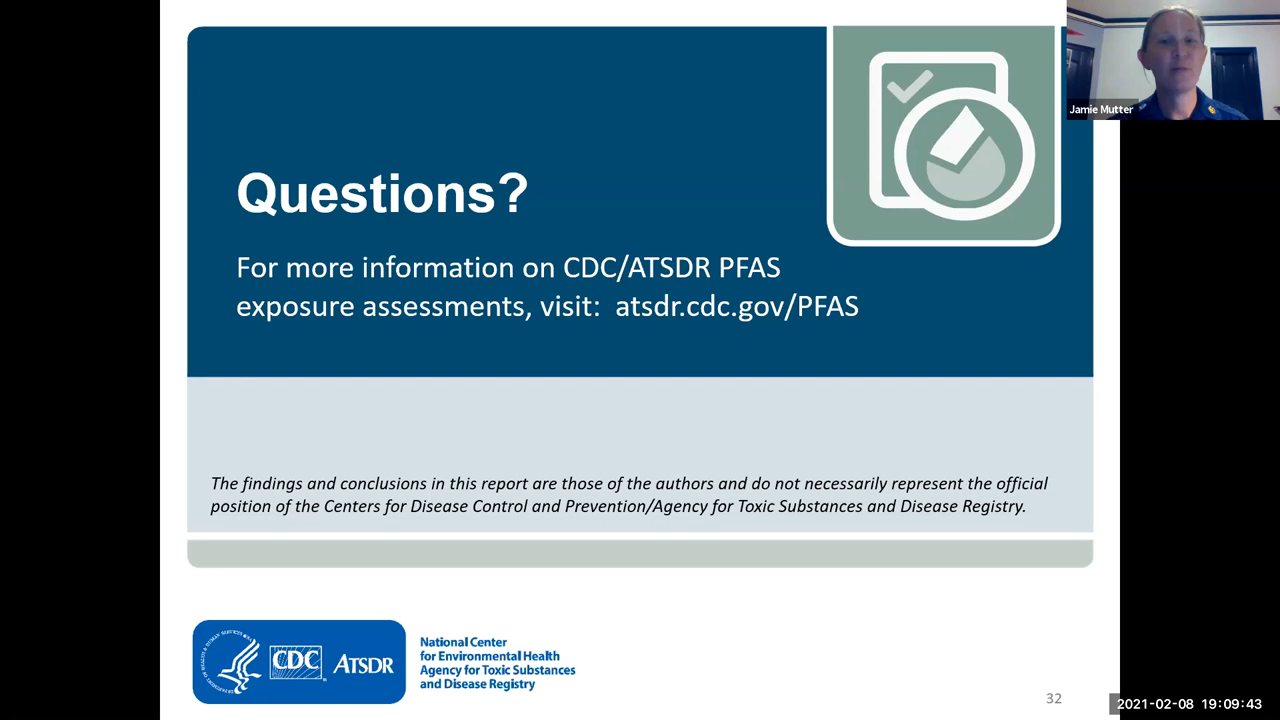 Jamie Mutter
Questions?
For more information on CDC/ATSDR PFAS
exposure assessments, visit: atsdr.cdc.gov/PFAS
The findings and conclusions in this report are those of the authors and do not necessarily represent the official
position of the Centers for Disease Control and Prevention/Agency for Toxic Substances and Disease Registry.
CDC
ATSDR
National Center
for Environmental Health
Agency for Toxic Substances
and Disease Registry
32
2021-02-08 19:09:43